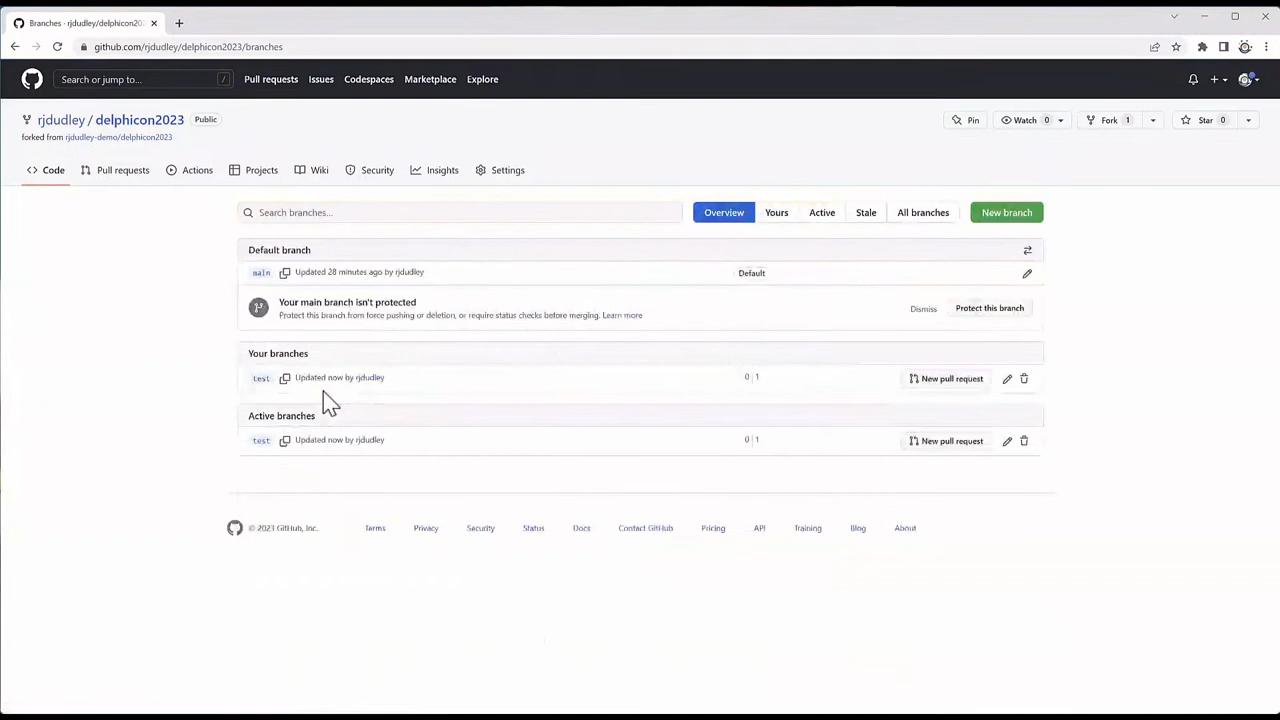 Branches · rjdudley/delphicon202
github.com/rjdudley/delphicon2023/branches
Search or jump to... /
Pull requests Issues Codespaces Marketplace Explore
rjdudley / delphicon2023 Public
Pin Watch 0 Fork 1 Star 0
forked from rjdudley-demo/delphicon2023
Code Pull requests Actions Projects Wiki Security Insights Settings
Search branches... Overview Yours Active Stale All branches New branch
Default branch
main Updated 28 minutes ago by rjdudley Default
Your main branch isn't protected
Protect this branch from force pushing or deletion, or require status checks before merging. Learn more
Dismiss Protect this branch
Your branches
test Updated now by rjdudley 0 | 1 New pull request
Active branches
test Updated now by rjdudley 0 | 1 New pull request
© 2023 GitHub, Inc. Terms Privacy Security Status Docs Contact GitHub Pricing API Training Blog About